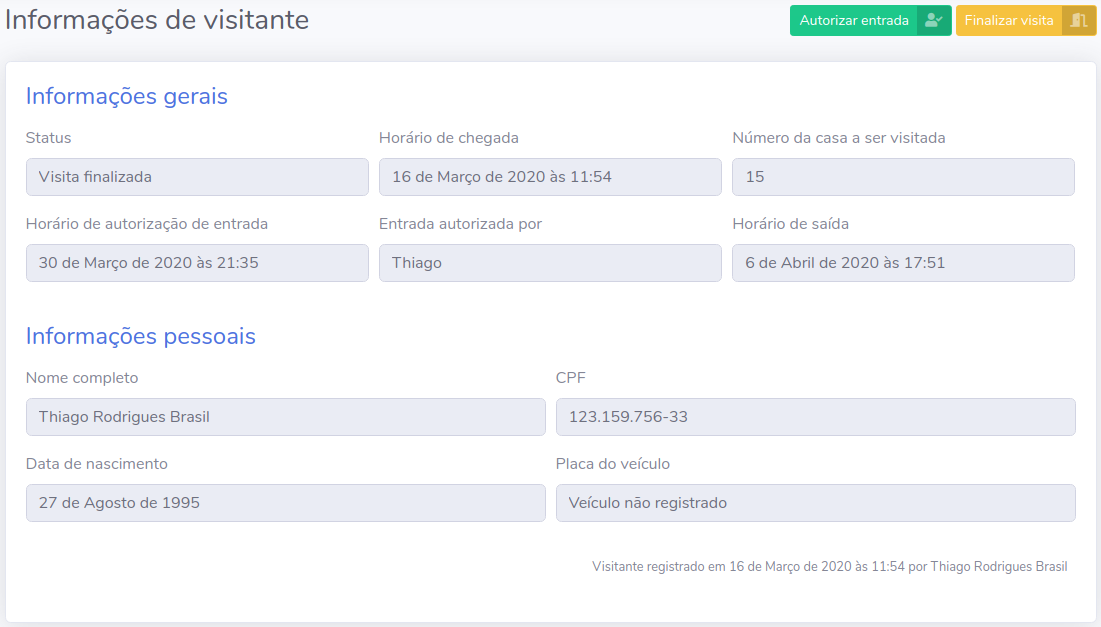 Informações de visitante
Autorizar entrada
Finalizar visita
Informações gerais
Status
Horário de chegada
Número da casa a ser visitada
Visita finalizada
16 de Março de 2020 às 11:54
15
Horário de autorização de entrada
Entrada autorizada por
Horário de saída
30 de Março de 2020 às 21:35
Thiago
6 de Abril de 2020 às 17:51
Informações pessoais
Nome completo
CPF
Thiago Rodrigues Brasil
123.159.756-33
Data de nascimento
Placa do veículo
27 de Agosto de 1995
Veículo não registrado
Visitante registrado em 16 de Março de 2020 às 11:54 por Thiago Rodrigues Brasil